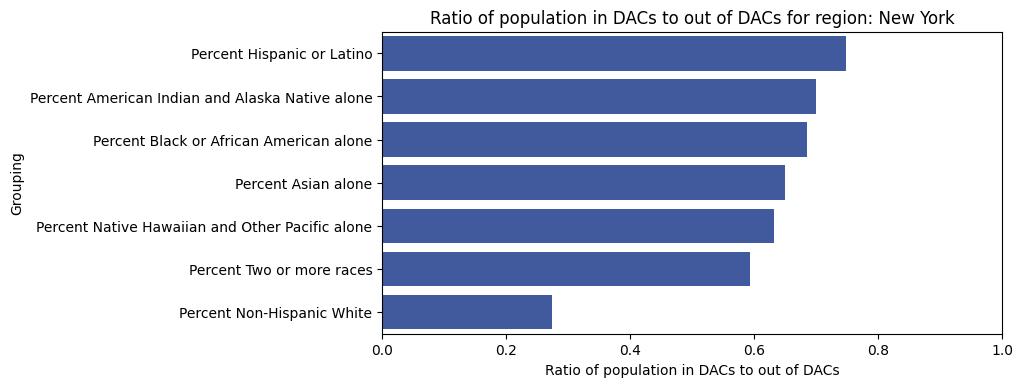 Ratio of population in DACs to out of DACs for region: New York
Grouping
Percent Hispanic or Latino
Percent American Indian and Alaska Native alone
Percent Black or African American alone
Percent Asian alone
Percent Native Hawaiian and Other Pacific alone
Percent Two or more races
Percent Non-Hispanic White
0.0 0.2 0.4 0.6 0.8 1.0
Ratio of population in DACs to out of DACs